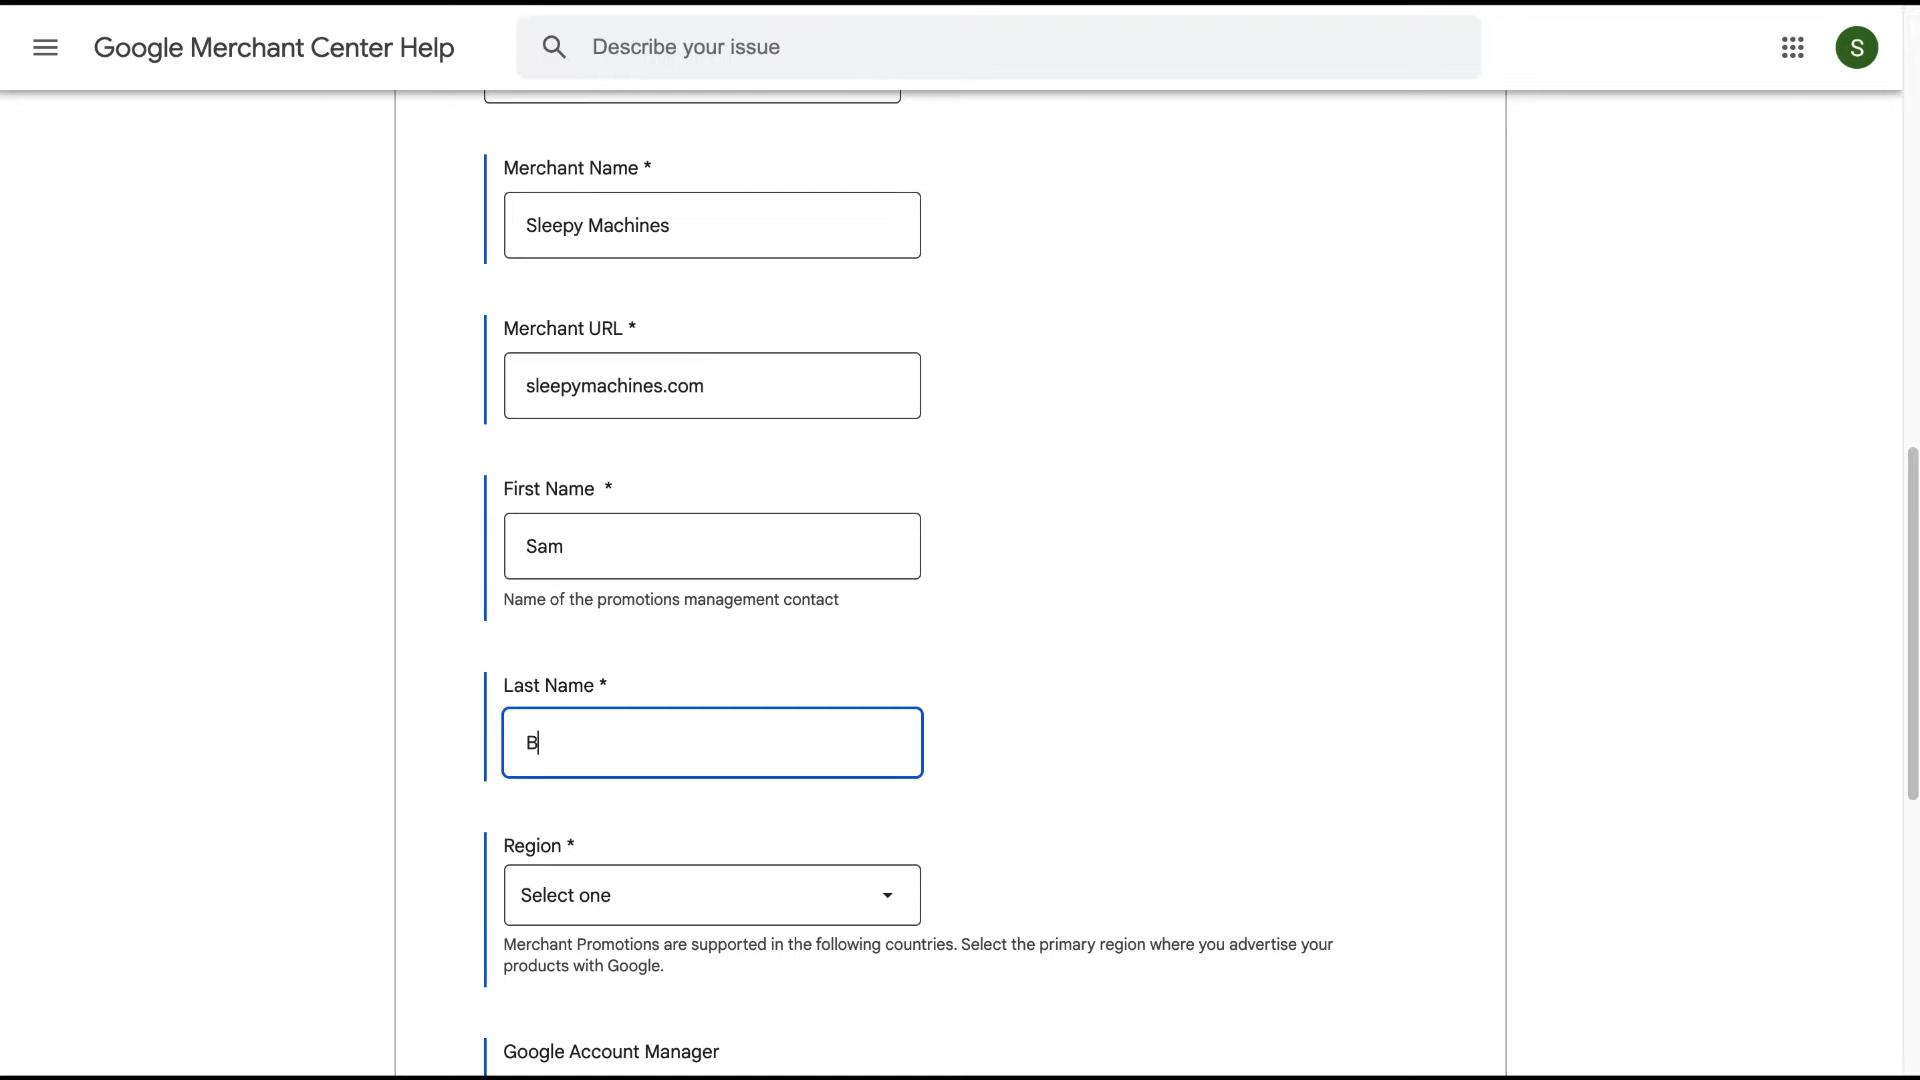 Google Merchant Center Help
Describe your issue
S
Merchant Name *
Sleepy Machines
Merchant URL *
sleepymachines.com
First Name *
Sam
Name of the promotions management contact
Last Name *
B
Region *
Select one
Merchant Promotions are supported in the following countries. Select the primary region where you advertise your
products with Google.
Google Account Manager